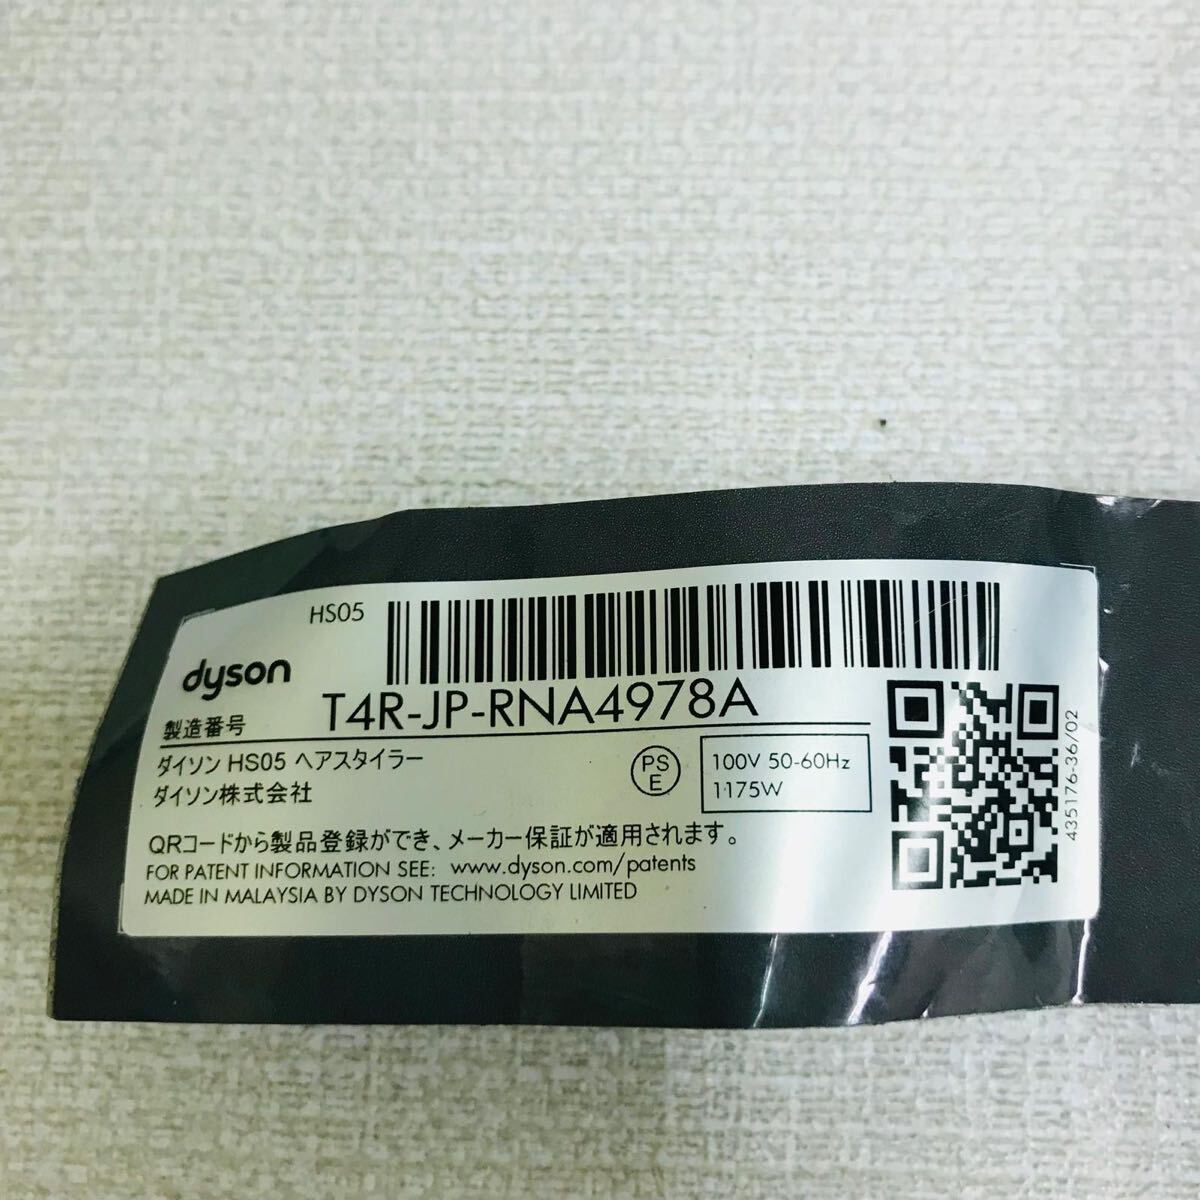 HS05
dyson
製造番号 T4R-JP-RNA4978A
ダイソン HS05 ヘアスタイラー
ダイソン株式会社
PS
E
100V 50-60Hz
1175W
QRコードから製品登録ができ、メーカー保証が適用されます。
FOR PATENT INFORMATION SEE: www.dyson.com/patents
MADE IN MALAYSIA BY DYSON TECHNOLOGY LIMITED
435176-36/02